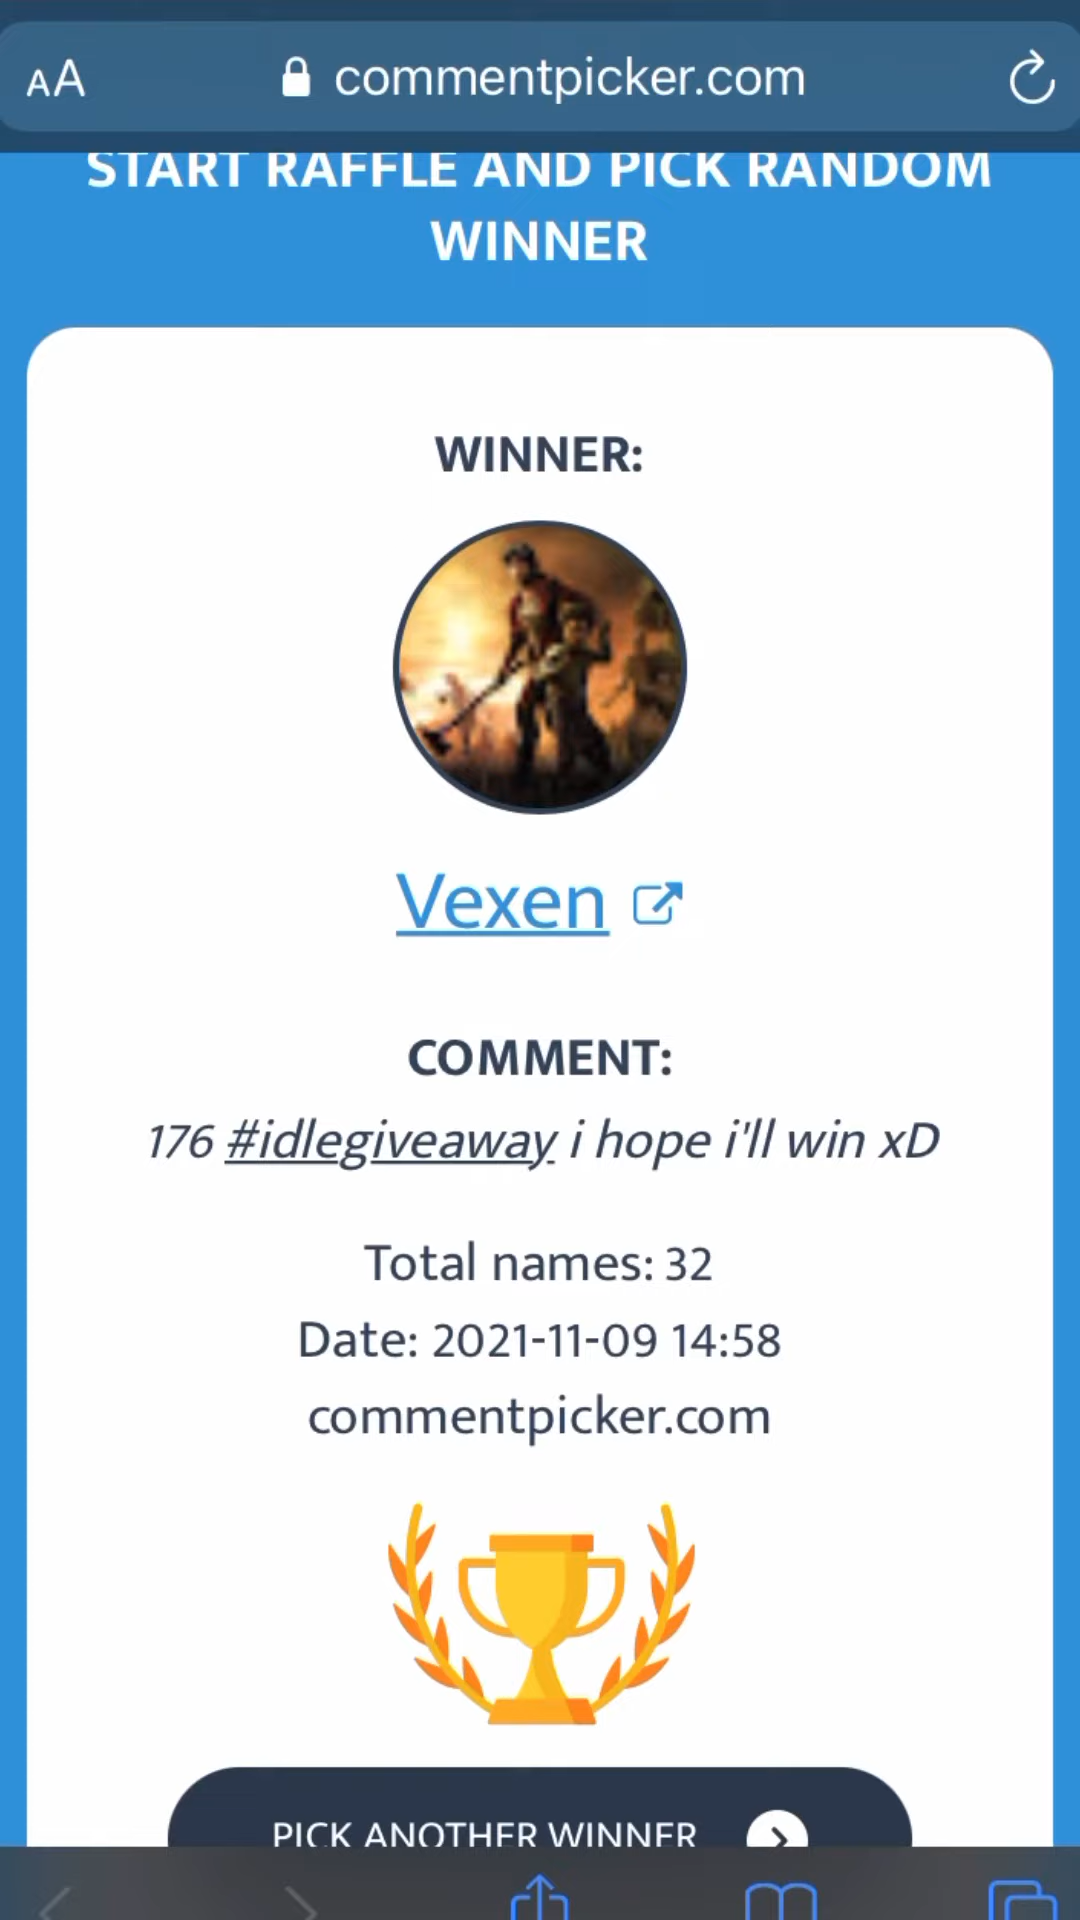 AA commentpicker.com
START RAFFLE AND PICK RANDOM
WINNER
WINNER:
Vexen
COMMENT:
176 #idlegiveaway i hope i'll win xD
Total names: 32
Date: 2021-11-09 14:58
commentpicker.com
PICK ANOTHER WINNER